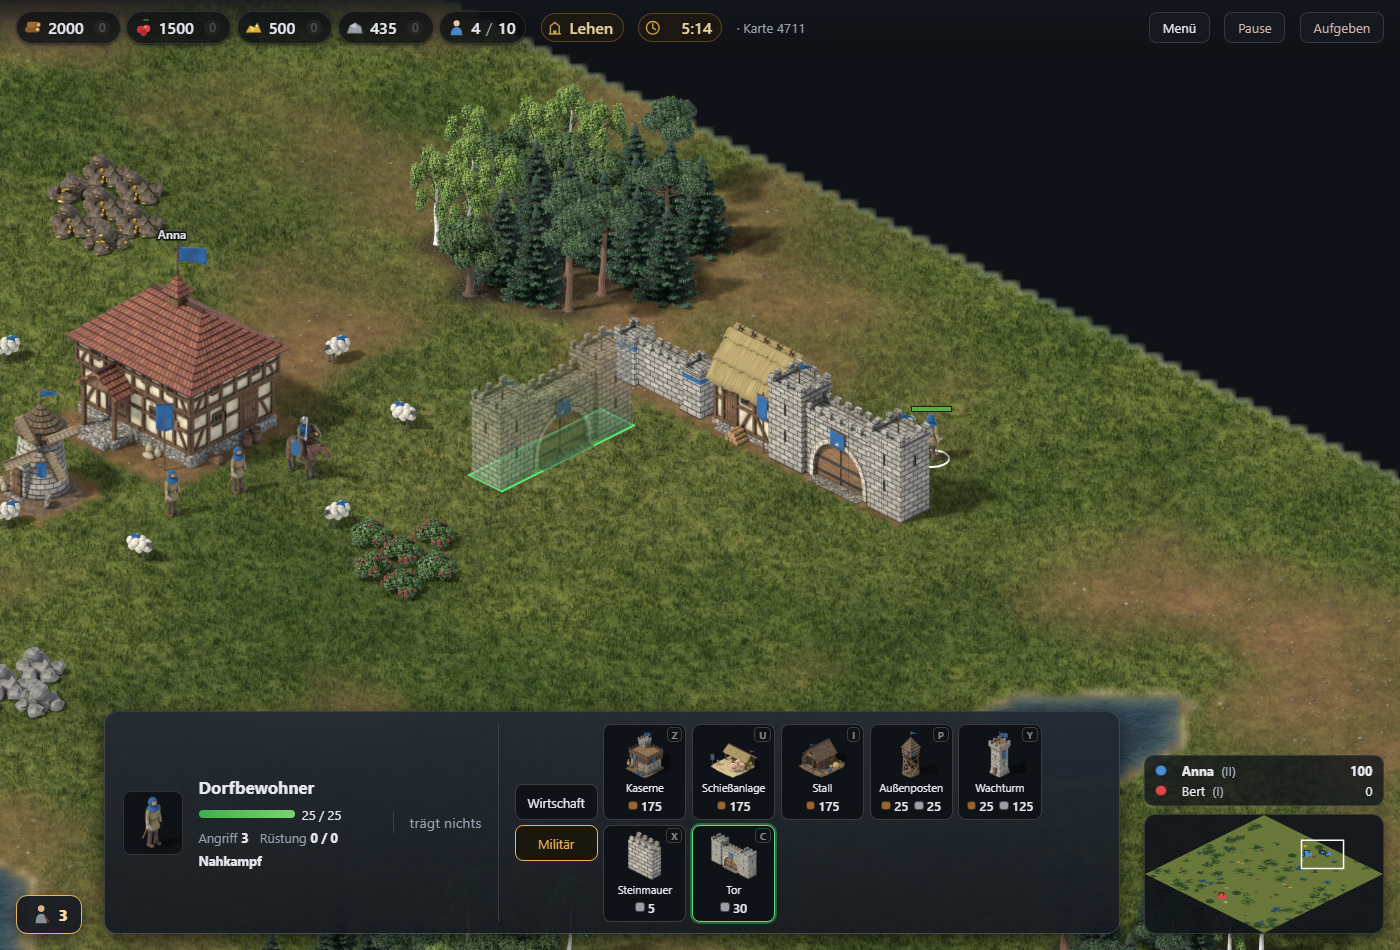 2000 0 1500 0 500 0 435 0 4 / 10 Lehen 5:14 · Karte 4711 Menü Pause Aufgeben
Anna
Dorfbewohner
25 / 25
Angriff 3 Rüstung 0 / 0
Nahkampf
trägt nichts
Wirtschaft
Militär
Z
Kaserne
175
U
Schießanlage
175
I
Stall
175
P
Außenposten
25 25
Y
Wachturm
25 125
X
Steinmauer
5
C
Tor
30
Anna (II) 100
Bert (I) 0
3